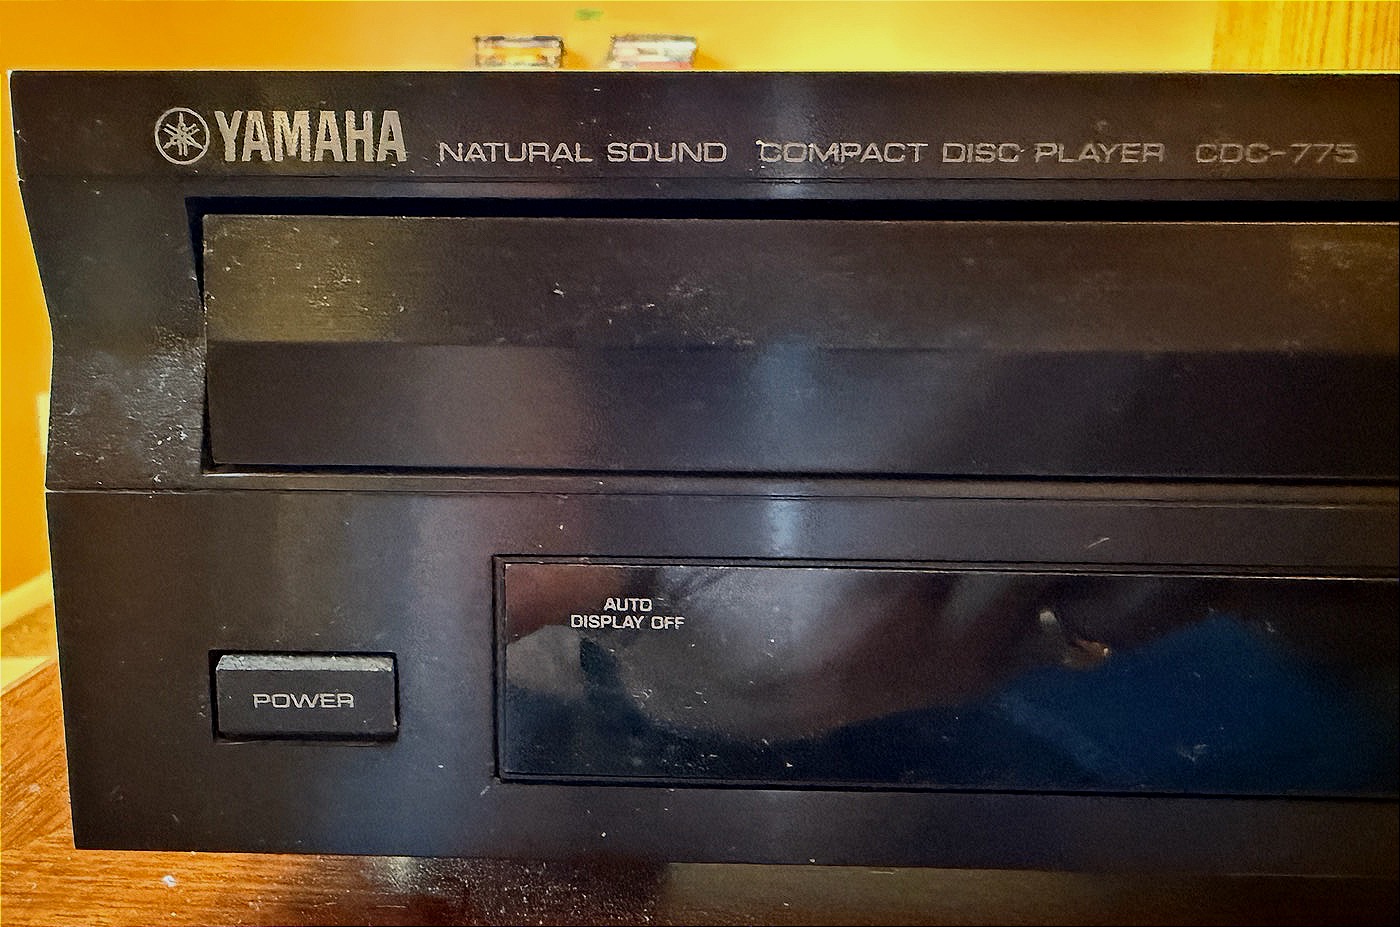 YAMAHA NATURAL SOUND COMPACT DISC PLAYER CDC-775
AUTO
DISPLAY OFF
POWER